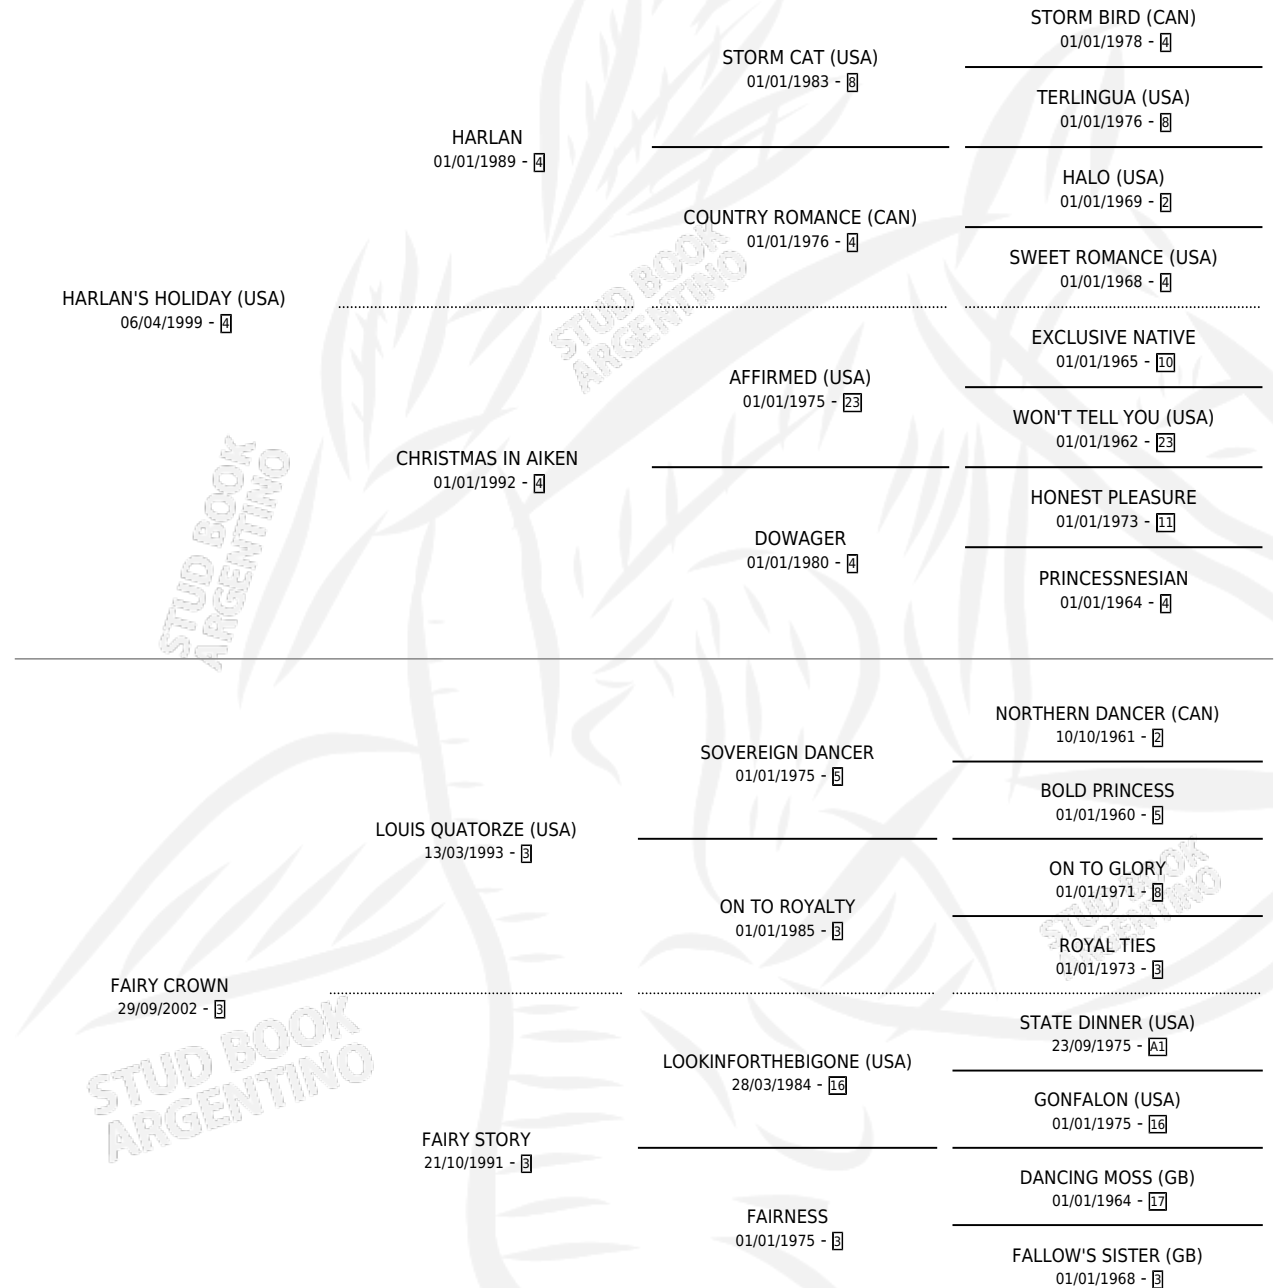 STORM BIRD (CAN)
01/01/1978 - 4
STORM CAT (USA)
01/01/1983 - 8
TERLINGUA (USA)
01/01/1976 - 8
HARLAN
01/01/1989 - 4
HALO (USA)
01/01/1969 - 2
COUNTRY ROMANCE (CAN)
01/01/1976 - 4
SWEET ROMANCE (USA)
01/01/1968 - 4
HARLAN'S HOLIDAY (USA)
06/04/1999 - 4
EXCLUSIVE NATIVE
01/01/1965 - 10
AFFIRMED (USA)
01/01/1975 - 23
WON'T TELL YOU (USA)
01/01/1962 - 23
CHRISTMAS IN AIKEN
01/01/1992 - 4
HONEST PLEASURE
01/01/1973 - 11
DOWAGER
01/01/1980 - 4
PRINCESSNESIAN
01/01/1964 - 4
NORTHERN DANCER (CAN)
10/10/1961 - 2
SOVEREIGN DANCER
01/01/1975 - 5
BOLD PRINCESS
01/01/1960 - 5
LOUIS QUATORZE (USA)
13/03/1993 - 3
ON TO GLORY
01/01/1971 - 8
ON TO ROYALTY
01/01/1985 - 3
ROYAL TIES
01/01/1973 - 3
FAIRY CROWN
29/09/2002 - 3
STATE DINNER (USA)
23/09/1975 - A1
LOOKINFORTHEBIGONE (USA)
28/03/1984 - 16
GONFALON (USA)
01/01/1975 - 16
FAIRY STORY
21/10/1991 - 3
DANCING MOSS (GB)
01/01/1964 - 17
FAIRNESS
01/01/1975 - 3
FALLOW'S SISTER (GB)
01/01/1968 - 3
STUD BOOK
ARGENTINO
STUD BOOK
ARGENTINO
STUD BOOK
ARGENTINO
STUD BOOK
ARGENTINO